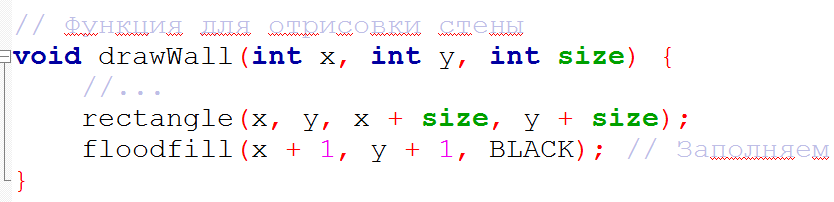 // Функция для отрисовки стены
void drawWall(int x, int y, int size) {
    //...
    rectangle(x, y, x + size, y + size);
    floodfill(x + 1, y + 1, BLACK); // Заполняем
}